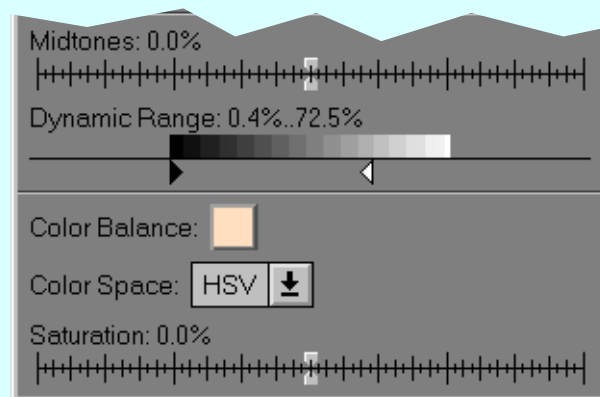 Midtones: 0.0%
Dynamic Range: 0.4%..72.5%
Color Balance:
Color Space: HSV
Saturation: 0.0%